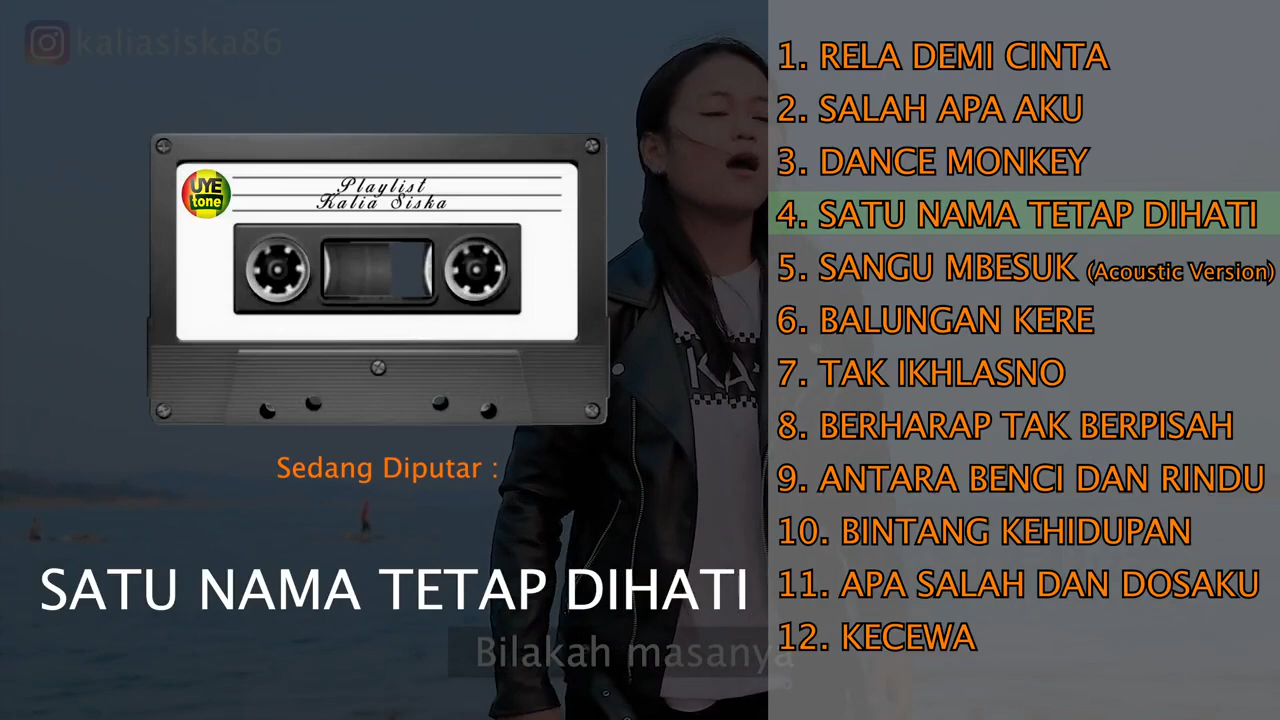 kaliasiska86
UYE
tone
Playlist
Kalia Siska
Sedang Diputar :
SATU NAMA TETAP DIHATI
Bilakah masanya
1. RELA DEMI CINTA
2. SALAH APA AKU
3. DANCE MONKEY
4. SATU NAMA TETAP DIHATI
5. SANGU MBESUK (Acoustic Version)
6. BALUNGAN KERE
7. TAK IKHLASNO
8. BERHARAP TAK BERPISAH
9. ANTARA BENCI DAN RINDU
10. BINTANG KEHIDUPAN
11. APA SALAH DAN DOSAKU
12. KECEWA